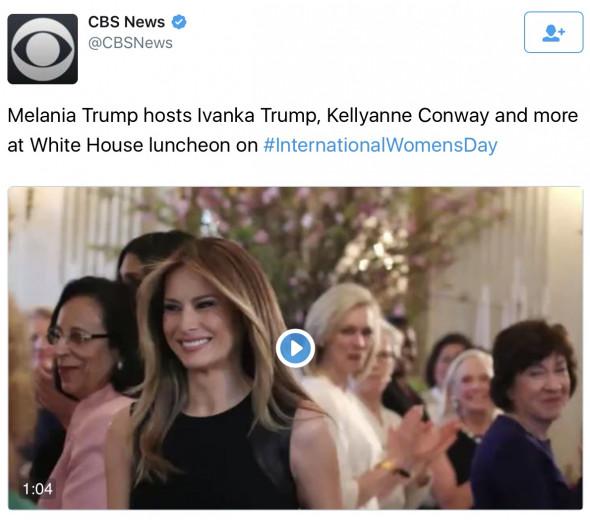 CBS News
@CBSNews
Melania Trump hosts Ivanka Trump, Kellyanne Conway and more
at White House luncheon on #InternationalWomensDay
1:04